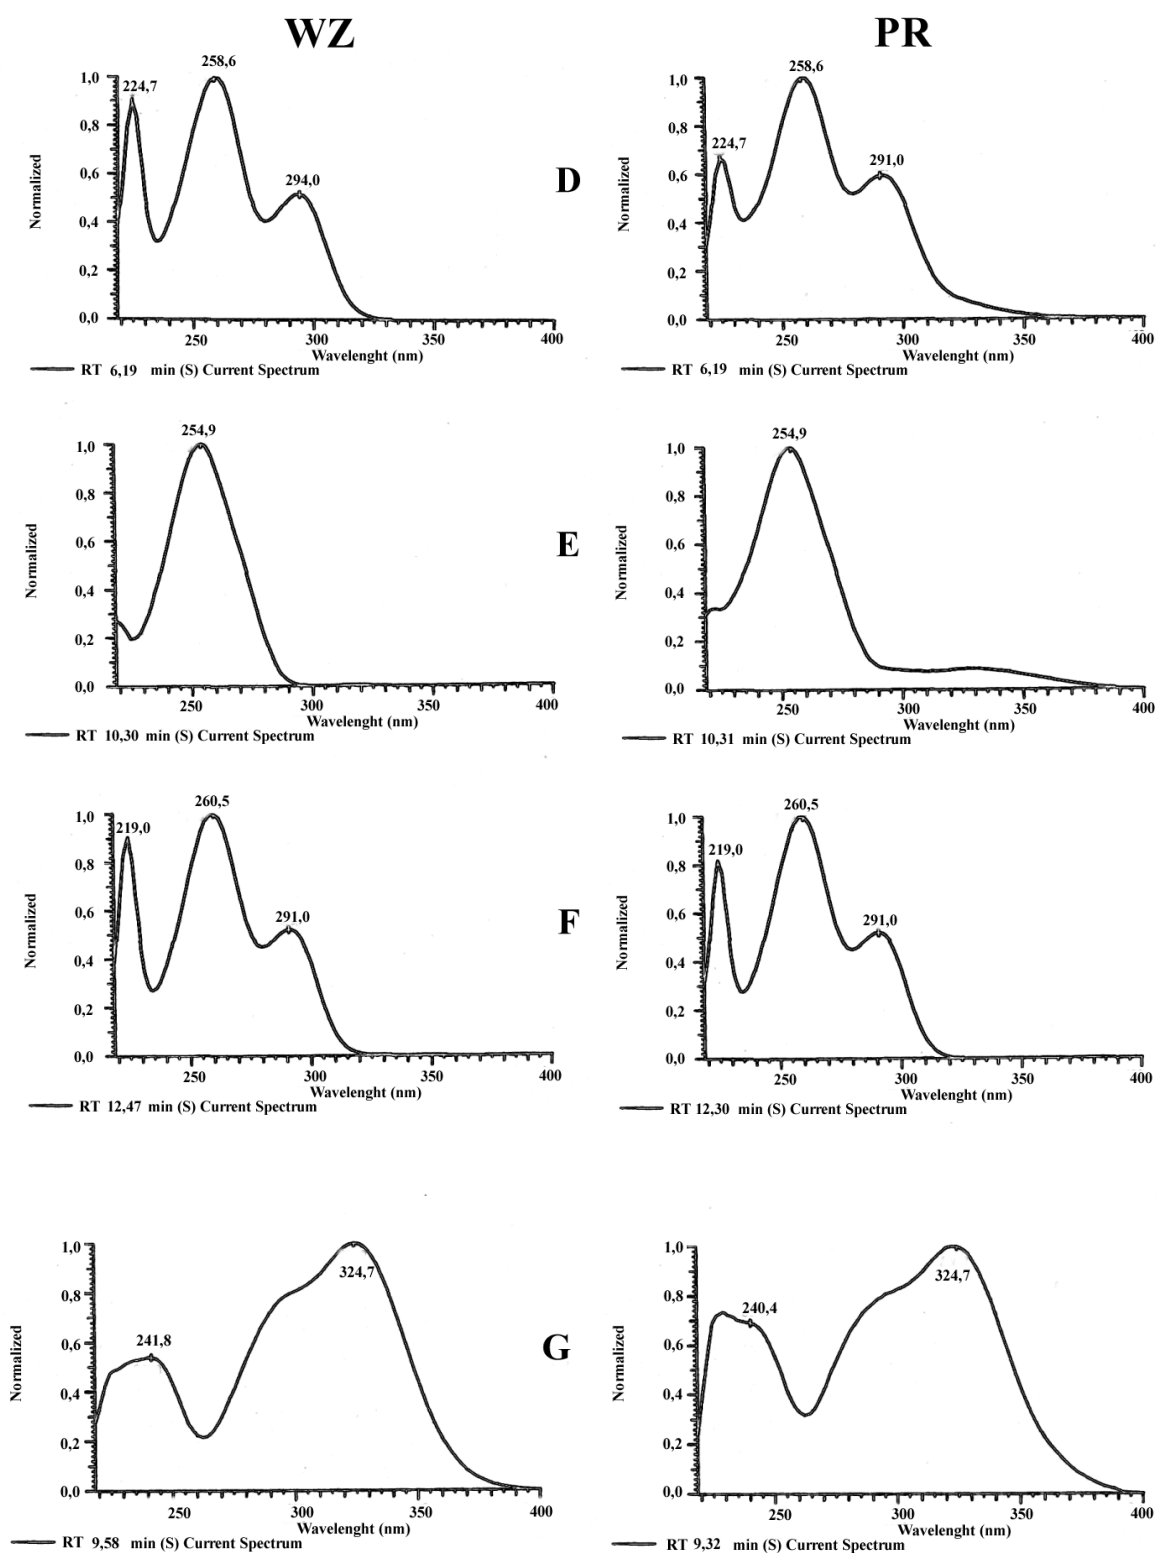 WZ PR
258,6
224,7
294,0
1,0
0,8
0,6
0,4
0,2
0,0
Normalized
250 300 350 400
Wavelenght (nm)
RT 6,19 min (S) Current Spectrum
D
258,6
224,7
291,0
1,0
0,8
0,6
0,4
0,2
0,0
Normalized
250 300 350 400
Wavelenght (nm)
RT 6,19 min (S) Current Spectrum
254,9
1,0
0,8
0,6
0,4
0,2
0,0
Normalized
250 300 350 400
Wavelenght (nm)
RT 10,30 min (S) Current Spectrum
E
254,9
1,0
0,8
0,6
0,4
0,2
0,0
Normalized
250 300 350 400
Wavelenght (nm)
RT 10,31 min (S) Current Spectrum
260,5
219,0
291,0
1,0
0,8
0,6
0,4
0,2
0,0
Normalized
250 300 350 400
Wavelenght (nm)
RT 12,47 min (S) Current Spectrum
F
260,5
219,0
291,0
1,0
0,8
0,6
0,4
0,2
0,0
Normalized
250 300 350 400
Wavelenght (nm)
RT 12,30 min (S) Current Spectrum
324,7
241,8
1,0
0,8
0,6
0,4
0,2
0,0
Normalized
250 300 350 400
Wavelenght (nm)
RT 9,58 min (S) Current Spectrum
G
324,7
240,4
1,0
0,8
0,6
0,4
0,2
0,0
Normalized
250 300 350 400
Wavelenght (nm)
RT 9,32 min (S) Current Spectrum